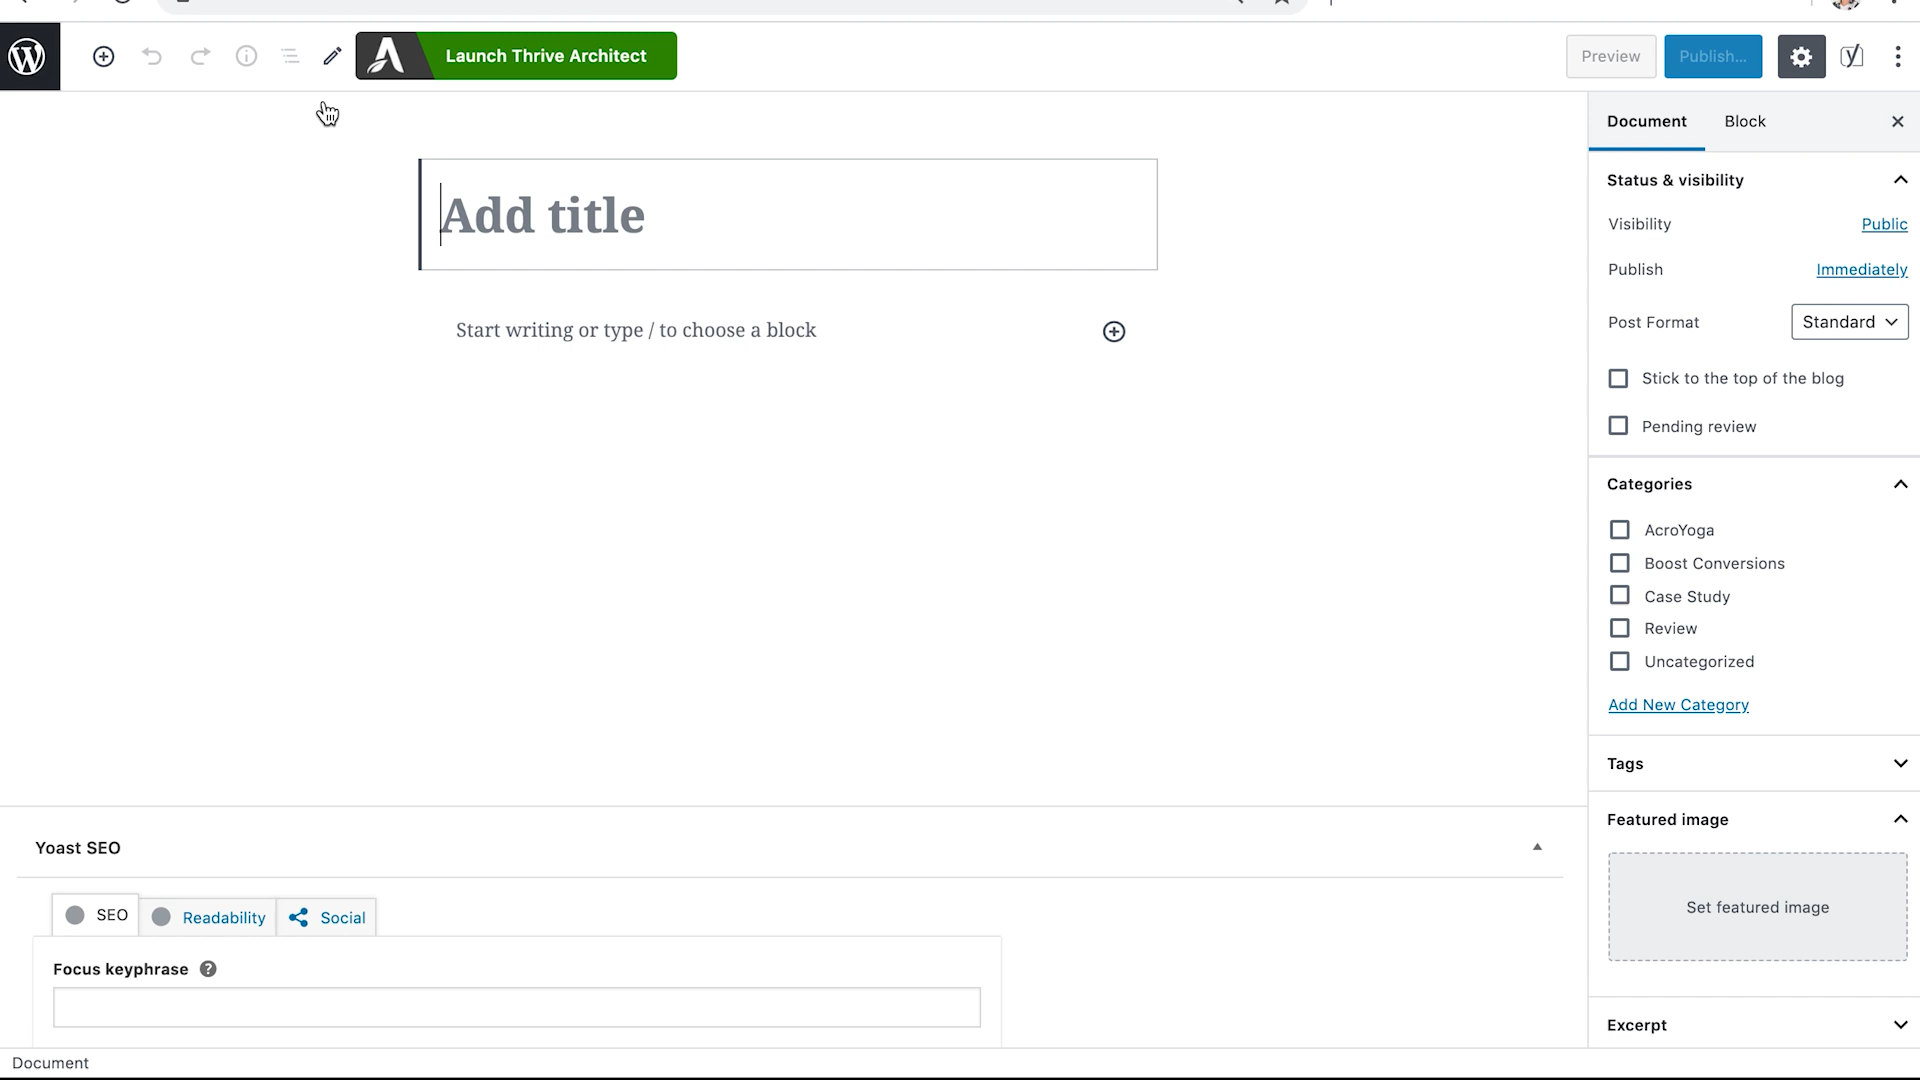 Launch Thrive Architect
Preview
Publish...
Document
Block
Add title
Start writing or type / to choose a block
Status & visibility
Visibility
Public
Publish
Immediately
Post Format
Standard
Stick to the top of the blog
Pending review
Categories
AcroYoga
Boost Conversions
Case Study
Review
Uncategorized
Add New Category
Tags
Featured image
Set featured image
Excerpt
Yoast SEO
SEO
Readability
Social
Focus keyphrase
Document